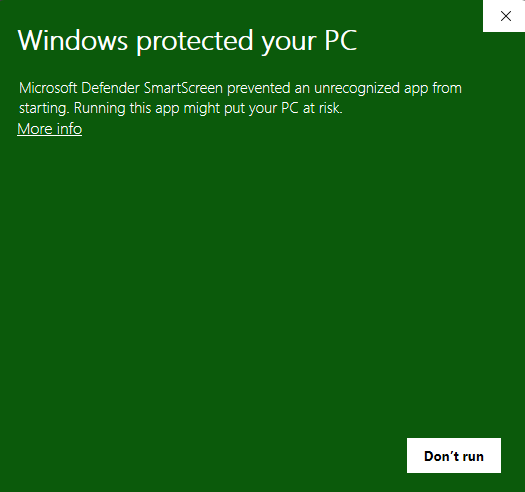 Windows protected your PC
Microsoft Defender SmartScreen prevented an unrecognized app from
starting. Running this app might put your PC at risk.
More info
Don’t run